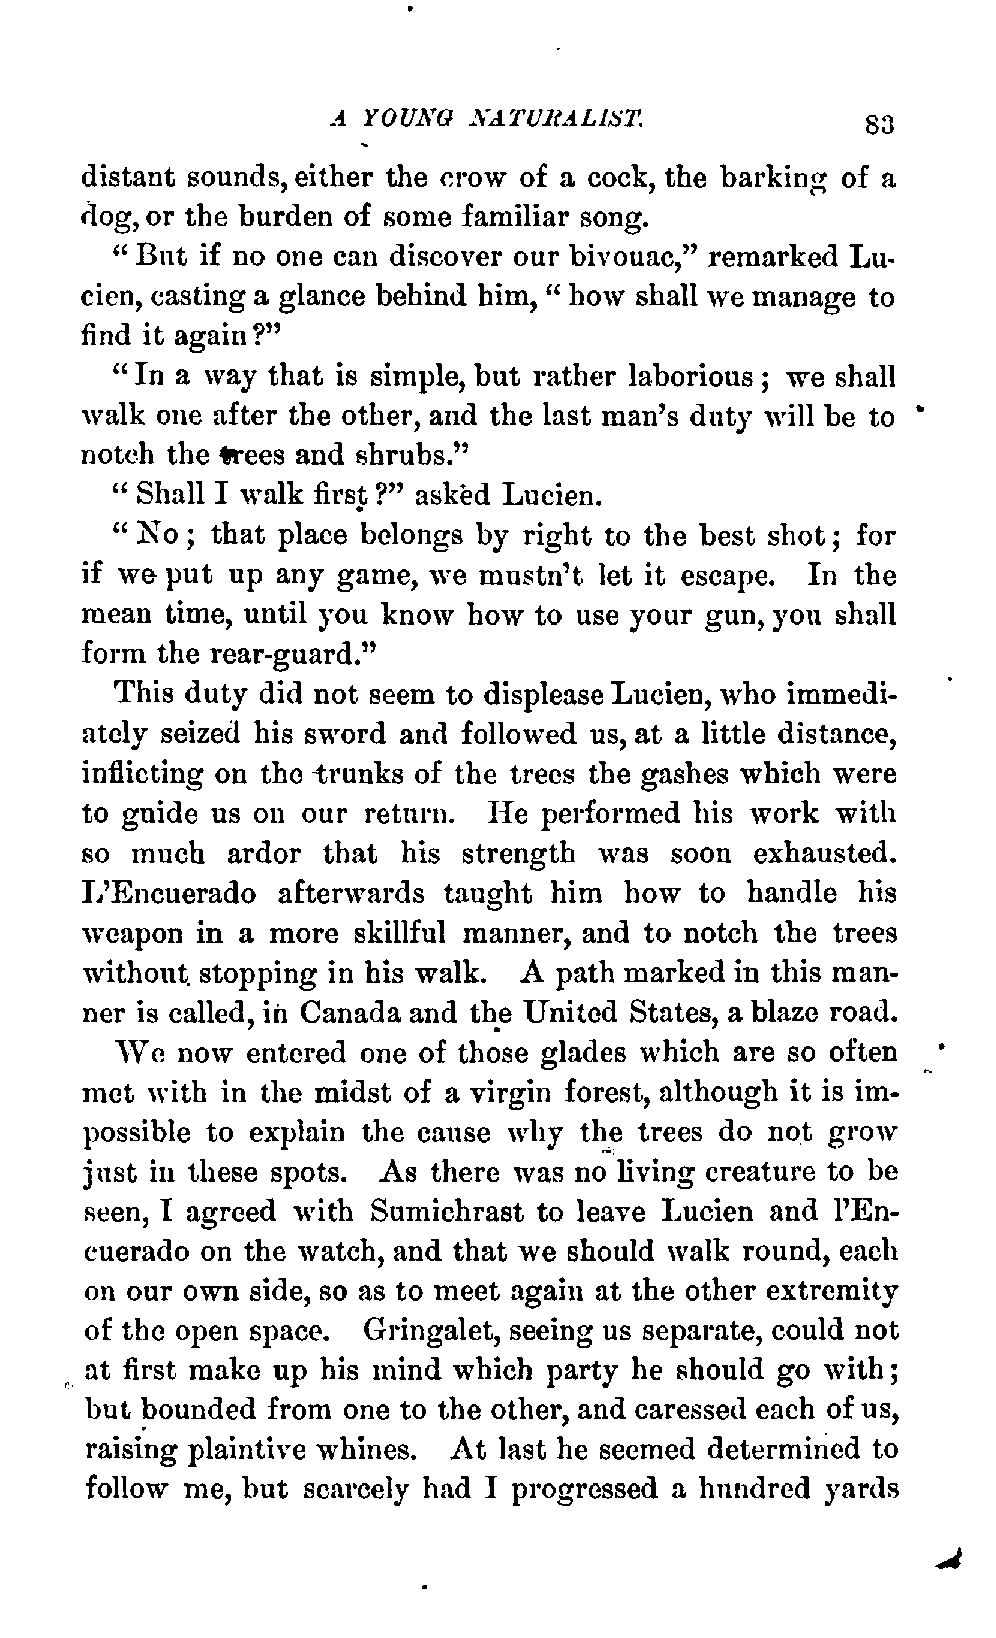 A YOUNG NATURALIST. 83
distant sounds, either the crow of a cock, the barking of a
dog, or the burden of some familiar song.
“But if no one can discover our bivouac,” remarked Lu-
cien, casting a glance behind him, “how shall we manage to
find it again?”
“In a way that is simple, but rather laborious; we shall
walk one after the other, and the last man’s duty will be to
notch the trees and shrubs.”
“Shall I walk first?” asked Lucien.
“No; that place belongs by right to the best shot; for
if we put up any game, we mustn’t let it escape. In the
mean time, until you know how to use your gun, you shall
form the rear-guard.”
This duty did not seem to displease Lucien, who immedi-
ately seized his sword and followed us, at a little distance,
inflicting on the trunks of the trees the gashes which were
to guide us on our return. He performed his work with
so much ardor that his strength was soon exhausted.
L’Encuerado afterwards taught him how to handle his
weapon in a more skillful manner, and to notch the trees
without stopping in his walk. A path marked in this man-
ner is called, in Canada and the United States, a blaze road.
We now entered one of those glades which are so often
met with in the midst of a virgin forest, although it is im-
possible to explain the cause why the trees do not grow
just in these spots. As there was no living creature to be
seen, I agreed with Sumichrast to leave Lucien and l’En-
cuerado on the watch, and that we should walk round, each
on our own side, so as to meet again at the other extremity
of the open space. Gringalet, seeing us separate, could not
at first make up his mind which party he should go with;
but bounded from one to the other, and caressed each of us,
raising plaintive whines. At last he seemed determined to
follow me, but scarcely had I progressed a hundred yards